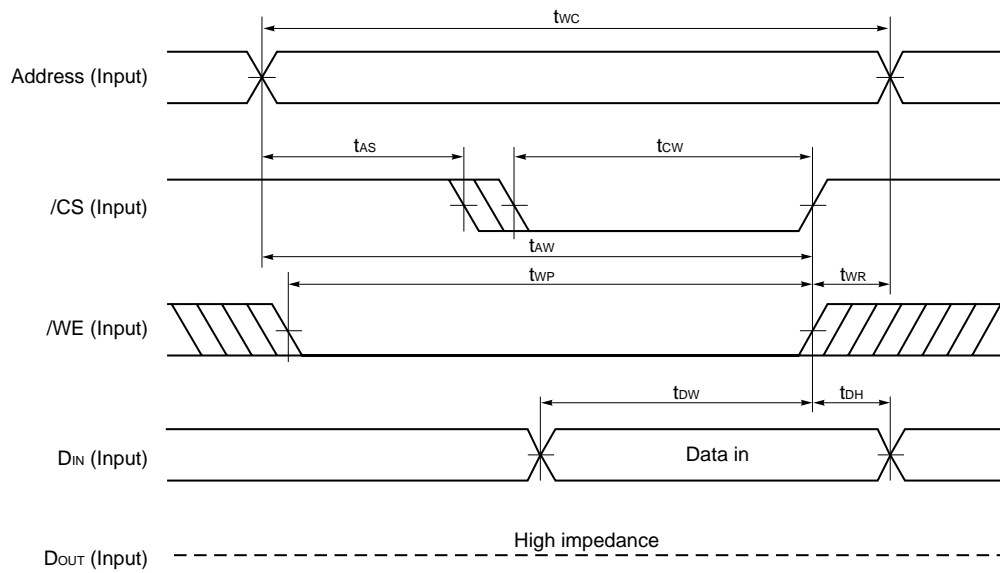 tWC
Address (Input)
tAS
tCW
/CS (Input)
tAW
tWP
tWR
/WE (Input)
tDW
tDH
DIN (Input)
Data in
High impedance
DOUT (Input)